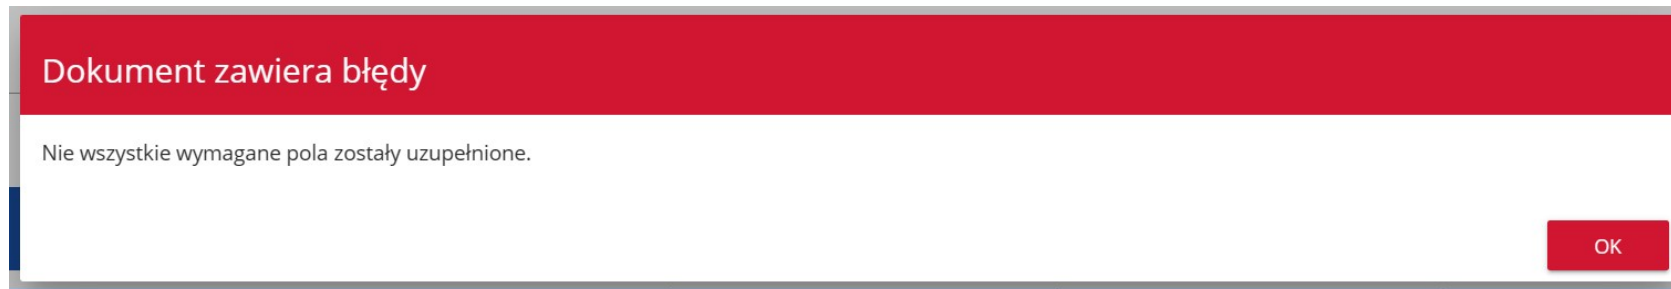 Dokument zawiera błędy
Nie wszystkie wymagane pola zostały uzupełnione.
OK